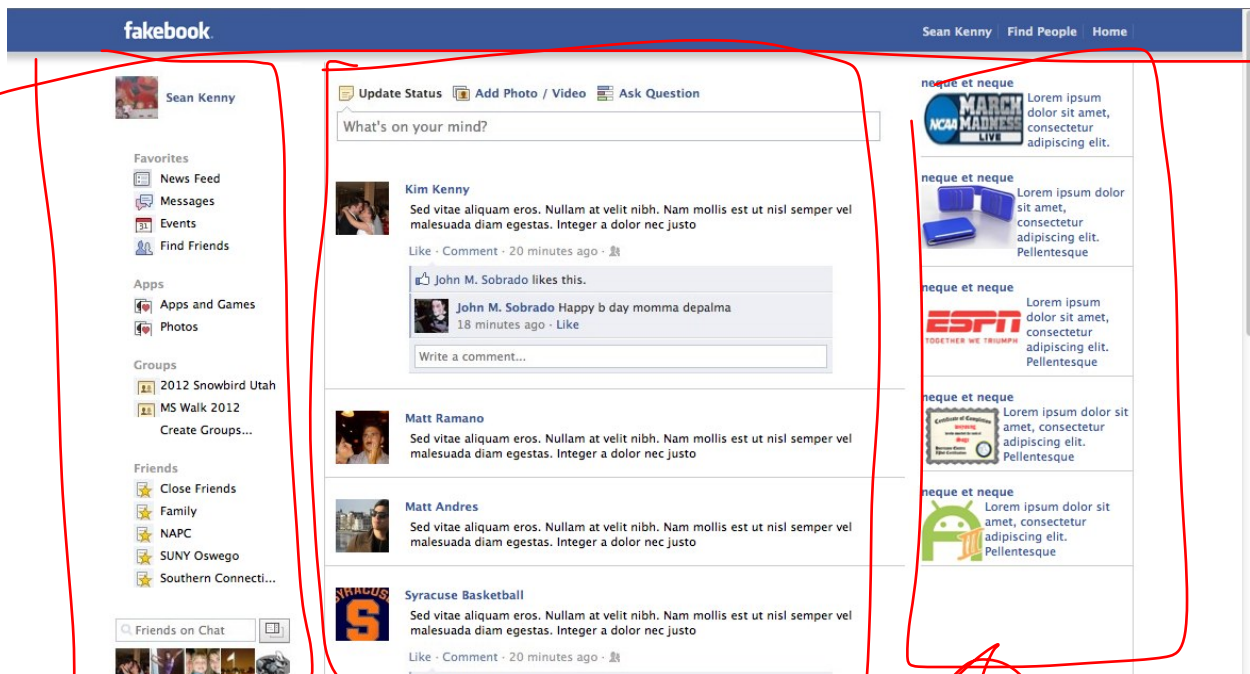 fakebook.
Sean Kenny Find People Home
Sean Kenny
Favorites
News Feed
Messages
31 Events
Find Friends
Apps
Apps and Games
Photos
Groups
2012 Snowbird Utah
MS Walk 2012
Create Groups...
Friends
Close Friends
Family
NAPC
SUNY Oswego
Southern Connecti...
Friends on Chat
Update Status Add Photo / Video Ask Question
What's on your mind?
Kim Kenny
Sed vitae aliquam eros. Nullam at velit nibh. Nam mollis est ut nisl semper vel
malesuada diam egestas. Integer a dolor nec justo
Like · Comment · 20 minutes ago ·
John M. Sobrado likes this.
John M. Sobrado Happy b day momma depalma
18 minutes ago · Like
Write a comment...
Matt Ramano
Sed vitae aliquam eros. Nullam at velit nibh. Nam mollis est ut nisl semper vel
malesuada diam egestas. Integer a dolor nec justo
Matt Andres
Sed vitae aliquam eros. Nullam at velit nibh. Nam mollis est ut nisl semper vel
malesuada diam egestas. Integer a dolor nec justo
SYRACUS
S
Syracuse Basketball
Sed vitae aliquam eros. Nullam at velit nibh. Nam mollis est ut nisl semper vel
malesuada diam egestas. Integer a dolor nec justo
Like · Comment · 20 minutes ago ·
neque et neque
NCAA MARCH
MADNESS
LIVE
Lorem ipsum
dolor sit amet,
consectetur
adipiscing elit.
neque et neque
Lorem ipsum dolor
sit amet,
consectetur
adipiscing elit.
Pellentesque
neque et neque
ESPN
TOGETHER WE TRIUMPH
Lorem ipsum
dolor sit amet,
consectetur
adipiscing elit.
Pellentesque
neque et neque
Certificate of Completion
Lorem ipsum dolor sit
amet, consectetur
adipiscing elit.
Pellentesque
neque et neque
Lorem ipsum dolor sit
amet, consectetur
adipiscing elit.
Pellentesque